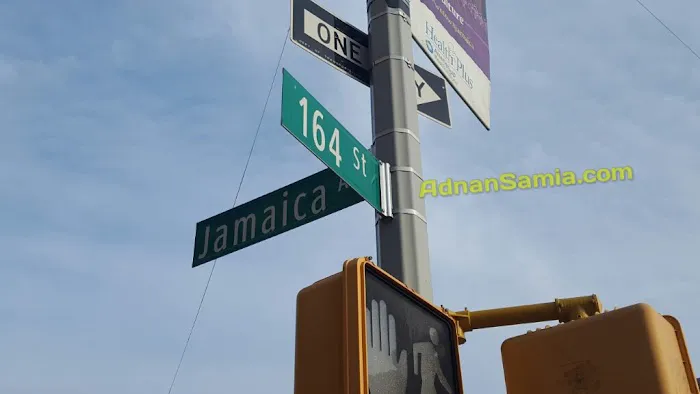 ONE
Y
Health Plus
164 St
Jamaica A
AdnanSamia.com